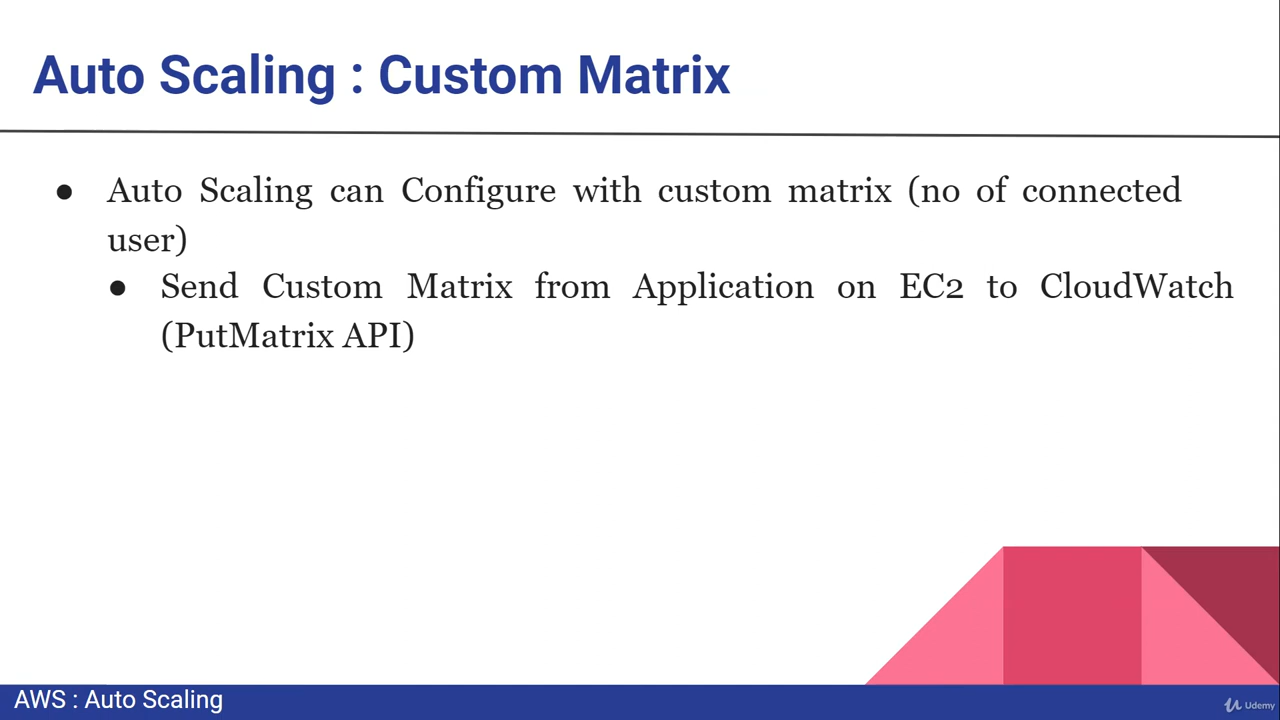 Auto Scaling : Custom Matrix
● Auto Scaling can Configure with custom matrix (no of connected
user)
● Send Custom Matrix from Application on EC2 to CloudWatch
(PutMatrix API)
AWS : Auto Scaling
Udemy